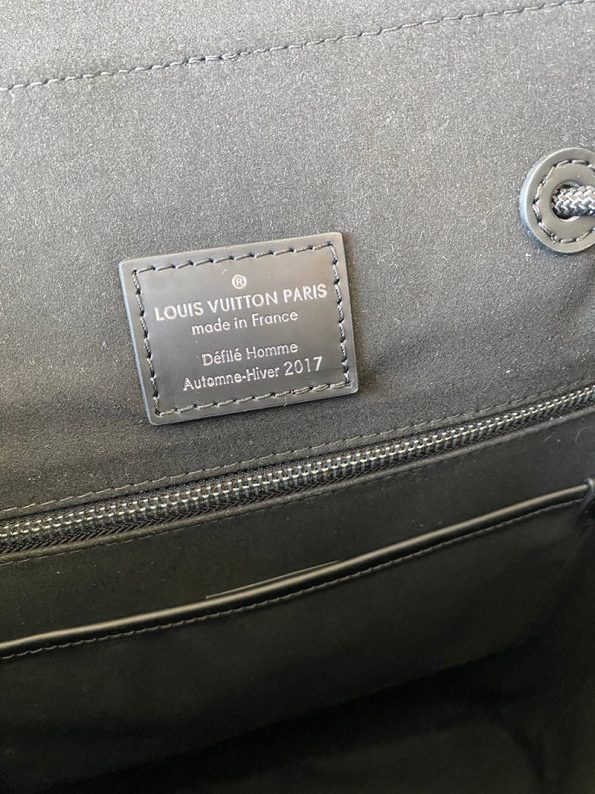 ®
LOUIS VUITTON PARIS
made in France
Défilé Homme
Automne-Hiver 2017